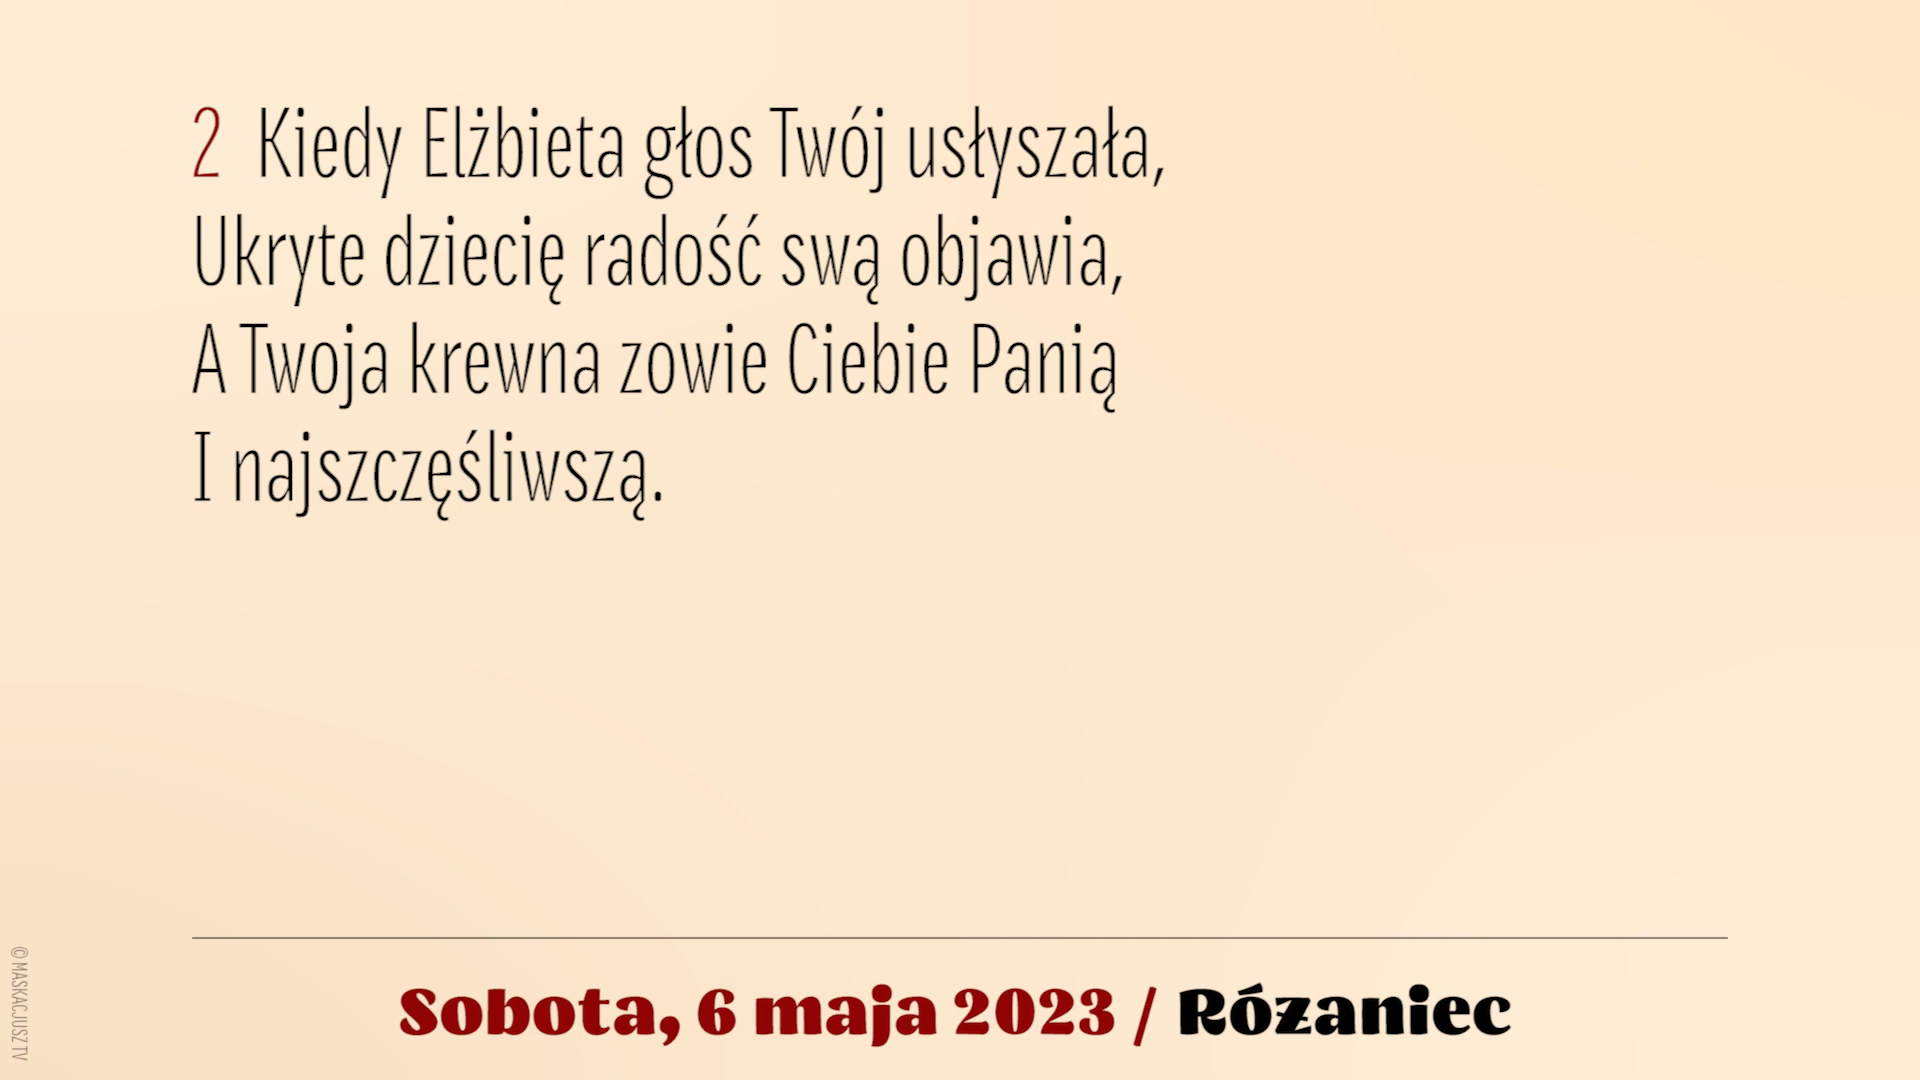 2 Kiedy Elżbieta głos Twój usłyszała,
Ukryte dziecię radość swą objawia,
A Twoja krewna zowie Ciebie Panią
I najszczęśliwszą.
Sobota, 6 maja 2023 / Różaniec
© MASKACJUSZ TV